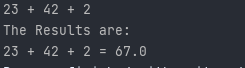 23 + 42 + 2
The Results are:
23 + 42 + 2 = 67.0